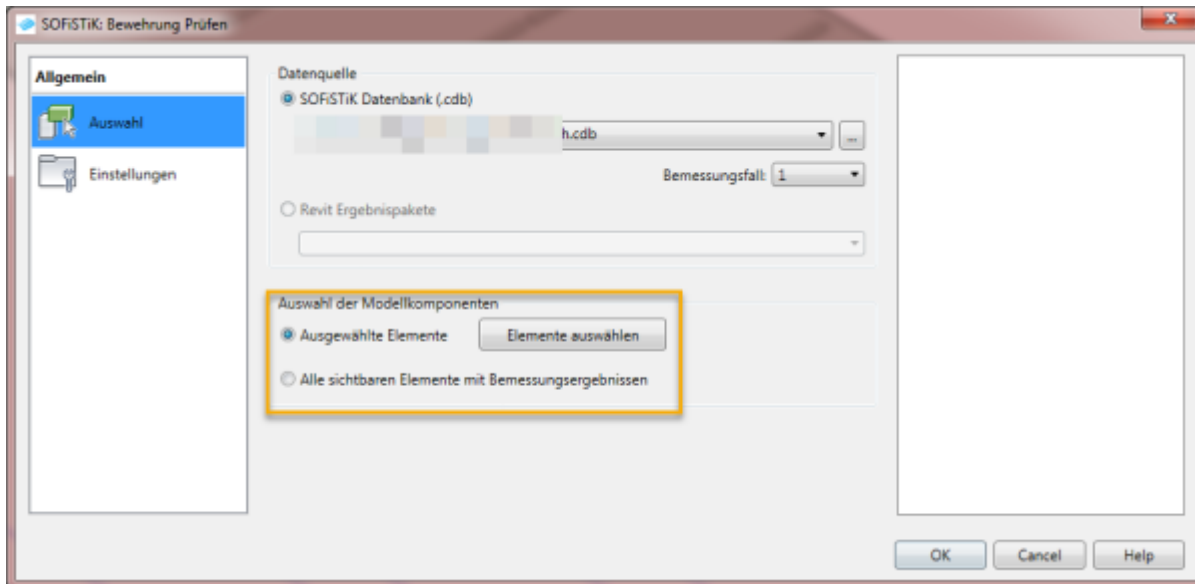 SOFiSTiK: Bewehrung Prüfen
Allgemein
Auswahl
Einstellungen
Datenquelle
SOFiSTiK Datenbank (.cdb)
h.cdb
...
Bemessungsfall: 1
Revit Ergebnispakete
Auswahl der Modellkomponenten
Ausgewählte Elemente
Elemente auswählen
Alle sichtbaren Elemente mit Bemessungsergebnissen
OK
Cancel
Help